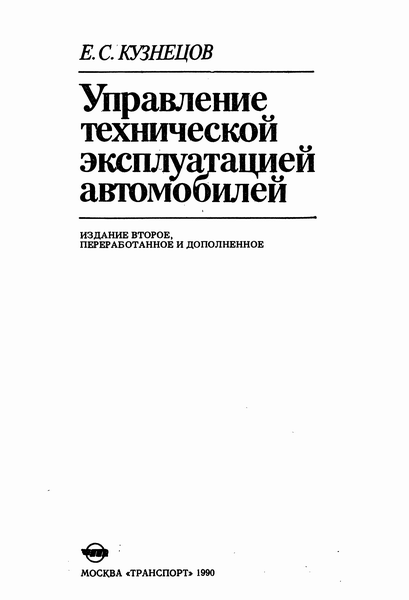 Е. С. КУЗНЕЦОВ
Управление
технической
эксплуатацией
автомобилей
ИЗДАНИЕ ВТОРОЕ,
ПЕРЕРАБОТАННОЕ И ДОПОЛНЕННОЕ
МОСКВА «ТРАНСПОРТ» 1990